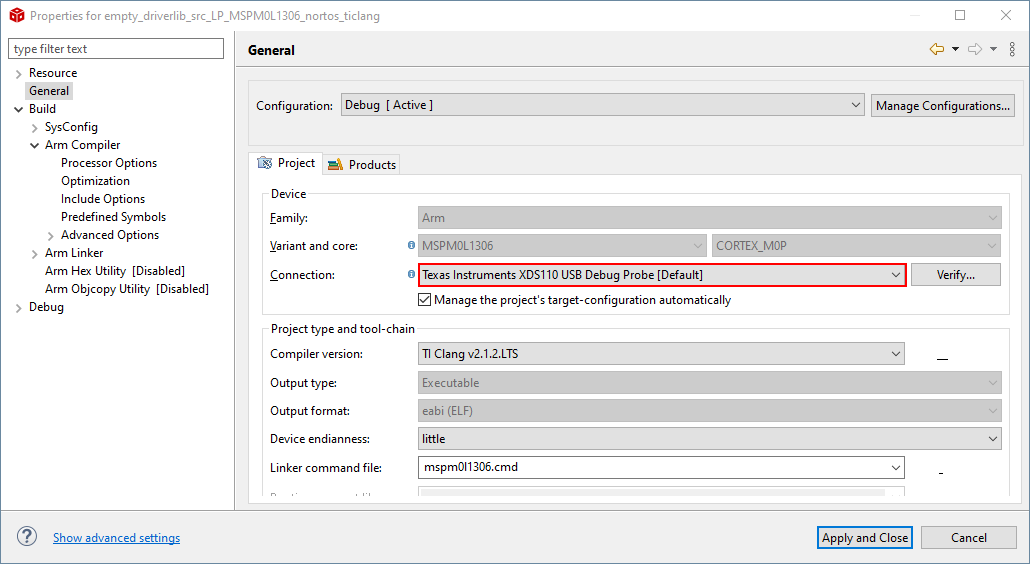 Properties for empty_driverlib_src_LP_MSPM0L1306_nortos_ticlang
type filter text
Resource
General
Build
SysConfig
Arm Compiler
Processor Options
Optimization
Include Options
Predefined Symbols
Advanced Options
Arm Linker
Arm Hex Utility [Disabled]
Arm Objcopy Utility [Disabled]
Debug
General
Configuration: Debug [ Active ] Manage Configurations...
Project Products
Device
Family: Arm
Variant and core: MSPM0L1306 CORTEX_M0P
Connection: Texas Instruments XDS110 USB Debug Probe [Default] Verify...
Manage the project's target-configuration automatically
Project type and tool-chain
Compiler version: TI Clang v2.1.2.LTS
Output type: Executable
Output format: eabi (ELF)
Device endianness: little
Linker command file: mspm0l1306.cmd
Show advanced settings
Apply and Close Cancel